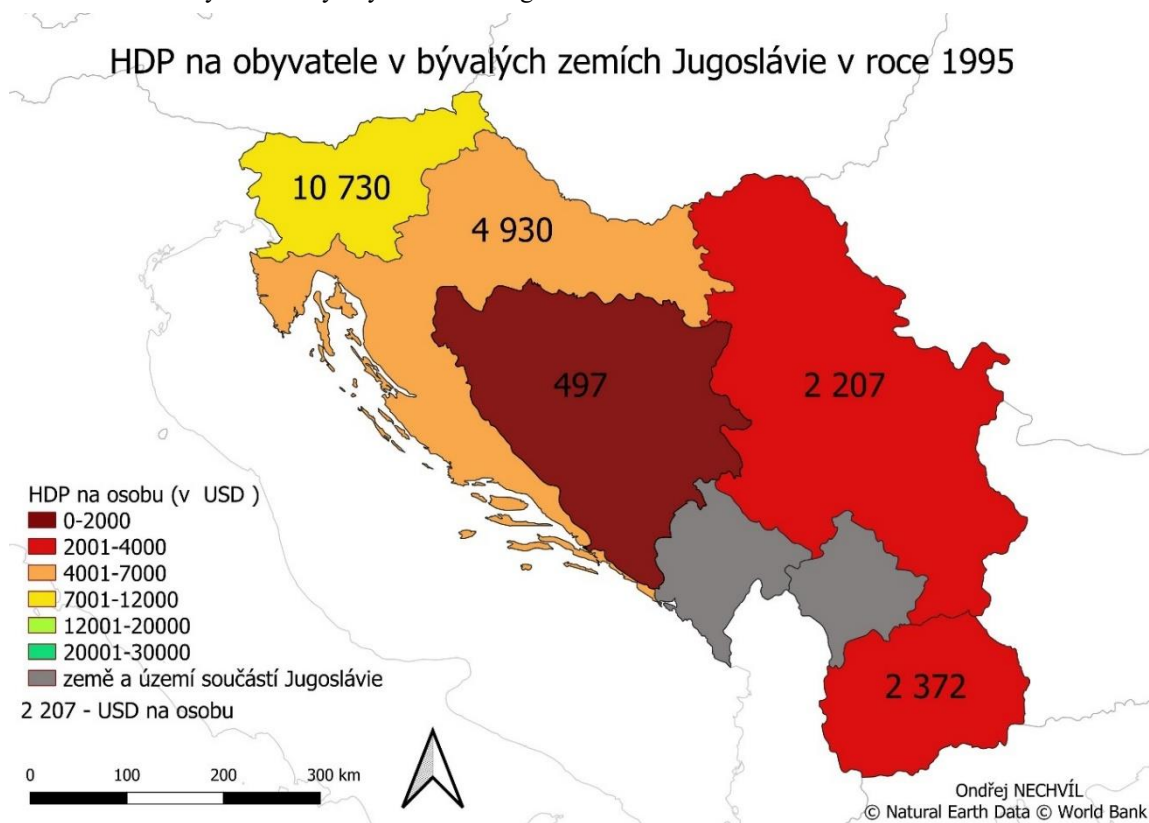 HDP na obyvatele v bývalých zemích Jugoslávie v roce 1995
10 730
4 930
497
2 207
2 372
HDP na osobu (v USD )
0-2000
2001-4000
4001-7000
7001-12000
12001-20000
20001-30000
země a území součástí Jugoslávie
2 207 - USD na osobu
0 100 200 300 km
Ondřej NECHVÍL
© Natural Earth Data © World Bank